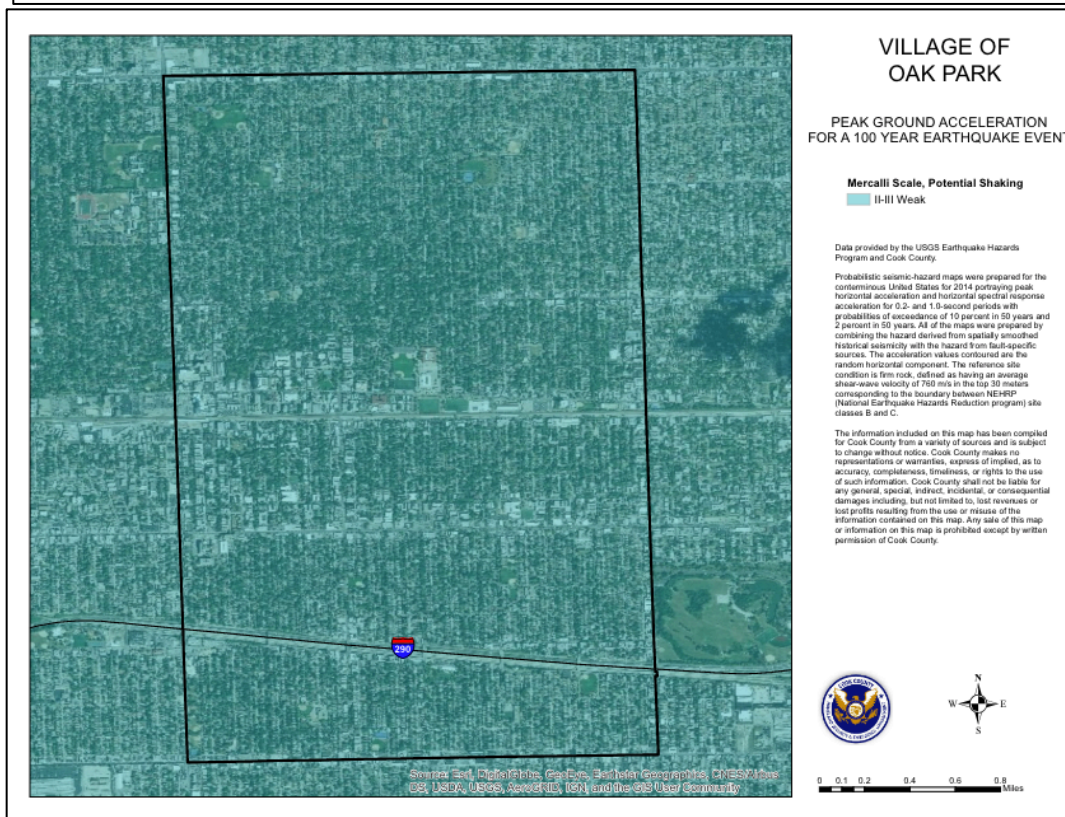 VILLAGE OF
OAK PARK
PEAK GROUND ACCELERATION
FOR A 100 YEAR EARTHQUAKE EVENT
Mercalli Scale, Potential Shaking
II-III Weak
Data provided by the USGS Earthquake Hazards
Program and Cook County.
Probabilistic seismic-hazard maps were prepared for the
conterminous United States for 2014 portraying peak
horizontal acceleration and horizontal spectral response
acceleration for 0.2- and 1.0-second periods with
probabilities of exceedance of 10 percent in 50 years and
2 percent in 50 years. All of the maps were prepared by
combining the hazard derived from spatially smoothed
historical seismicity with the hazard from fault-specific
sources. The acceleration values contoured are the
random horizontal component. The reference site
condition is firm rock, defined as having an average
shear-wave velocity of 760 m/s in the top 30 meters
corresponding to the boundary between NEHRP
(National Earthquake Hazards Reduction program) site
classes B and C.
The information included on this map has been compiled
for Cook County from a variety of sources and is subject
to change without notice. Cook County makes no
representations or warranties, express of implied, as to
accuracy, completeness, timeliness, or rights to the use
of such information. Cook County shall not be liable for
any general, special, indirect, incidental, or consequential
damages including, but not limited to, lost revenues or
lost profits resulting from the use or misuse of the
information contained on this map. Any sale of this map
or information on this map is prohibited except by written
permission of Cook County.
290
COOK COUNTY
N
W E
S
Source: Esri, DigitalGlobe, GeoEye, Earthstar Geographics, CNES/Airbus
DS, USDA, USGS, AeroGRID, IGN, and the GIS User Community
0 0.1 0.2 0.4 0.6 0.8
Miles